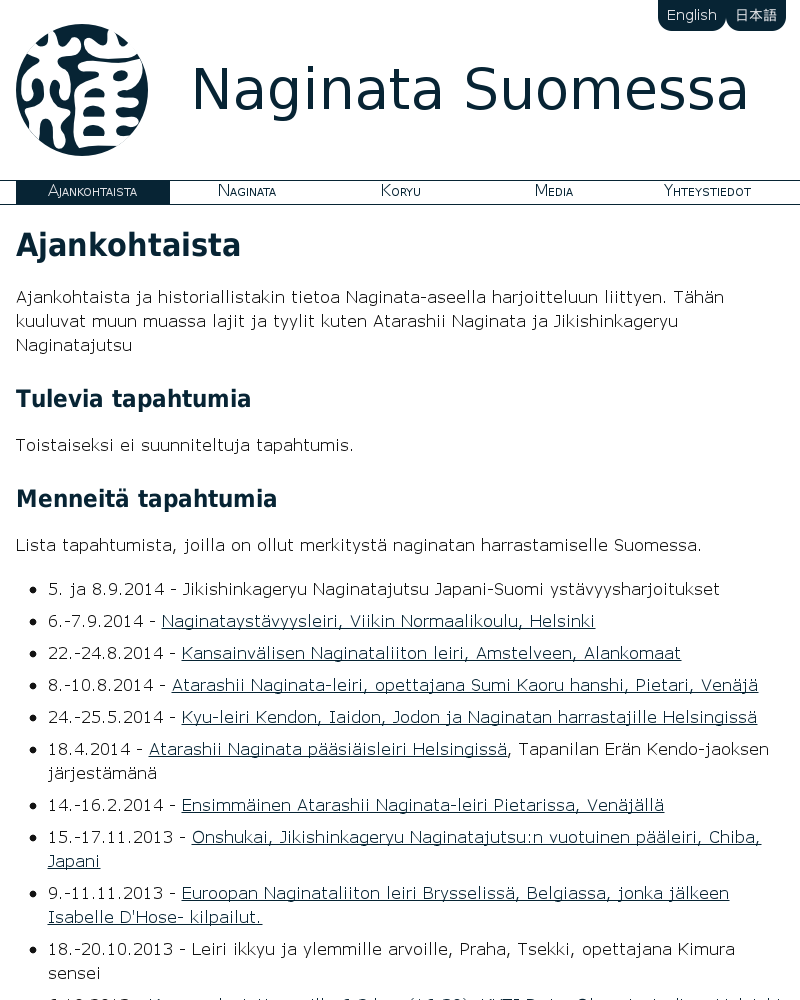 English 日本語
Naginata Suomessa
Ajankohtaista Naginata Koryu Media Yhteystiedot
Ajankohtaista
Ajankohtaista ja historiallistakin tietoa Naginata-aseella harjoitteluun liittyen. Tähän
kuuluvat muun muassa lajit ja tyylit kuten Atarashii Naginata ja Jikishinkageryu
Naginatajutsu
Tulevia tapahtumia
Toistaiseksi ei suunniteltuja tapahtumis.
Menneitä tapahtumia
Lista tapahtumista, joilla on ollut merkitystä naginatan harrastamiselle Suomessa.
5. ja 8.9.2014 - Jikishinkageryu Naginatajutsu Japani-Suomi ystävyysharjoitukset
6.-7.9.2014 - Naginataystävyysleiri, Viikin Normaalikoulu, Helsinki
22.-24.8.2014 - Kansainvälisen Naginataliiton leiri, Amstelveen, Alankomaat
8.-10.8.2014 - Atarashii Naginata-leiri, opettajana Sumi Kaoru hanshi, Pietari, Venäjä
24.-25.5.2014 - Kyu-leiri Kendon, Iaidon, Jodon ja Naginatan harrastajille Helsingissä
18.4.2014 - Atarashii Naginata pääsiäisleiri Helsingissä, Tapanilan Erän Kendo-jaoksen
järjestämänä
14.-16.2.2014 - Ensimmäinen Atarashii Naginata-leiri Pietarissa, Venäjällä
15.-17.11.2013 - Onshukai, Jikishinkageryu Naginatajutsu:n vuotuinen pääleiri, Chiba,
Japani
9.-11.11.2013 - Euroopan Naginataliiton leiri Brysselissä, Belgiassa, jonka jälkeen
Isabelle D'Hose- kilpailut.
18.-20.10.2013 - Leiri ikkyu ja ylemmille arvoille, Praha, Tsekki, opettajana Kimura
sensei